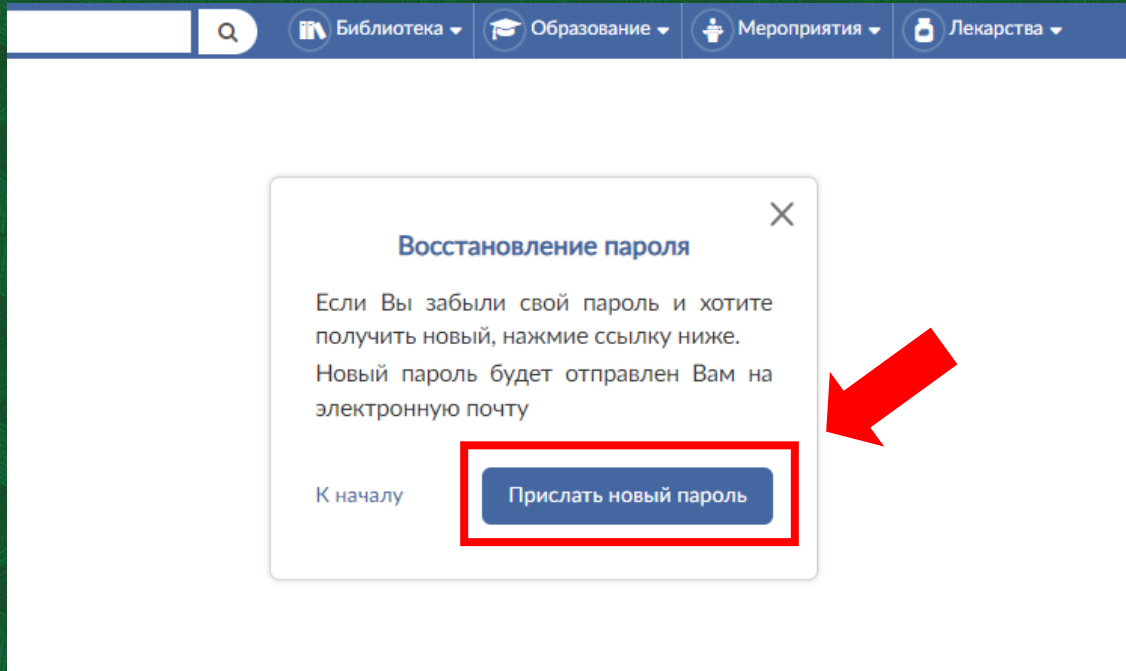 Библиотека Образование Мероприятия Лекарства
Восстановление пароля
Если Вы забыли свой пароль и хотите
получить новый, нажмие ссылку ниже.
Новый пароль будет отправлен Вам на
электронную почту
К началу Прислать новый пароль